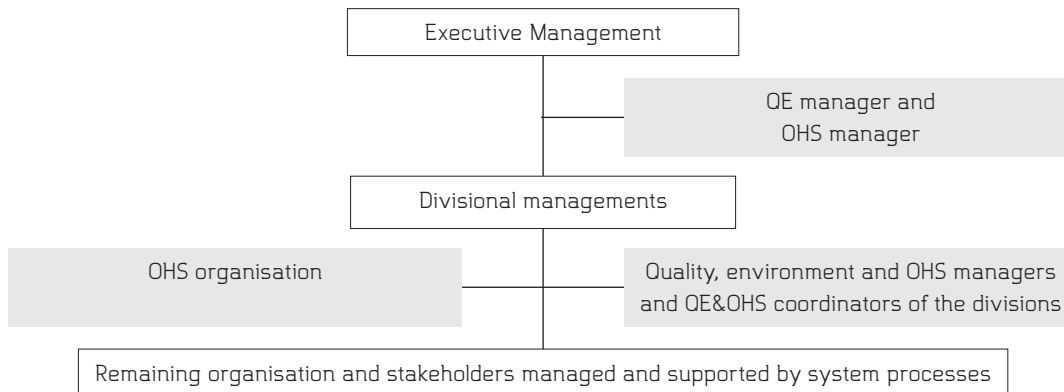 Executive Management
QE manager and
OHS manager
Divisional managements
OHS organisation
Quality, environment and OHS managers
and QE&OHS coordinators of the divisions
Remaining organisation and stakeholders managed and supported by system processes